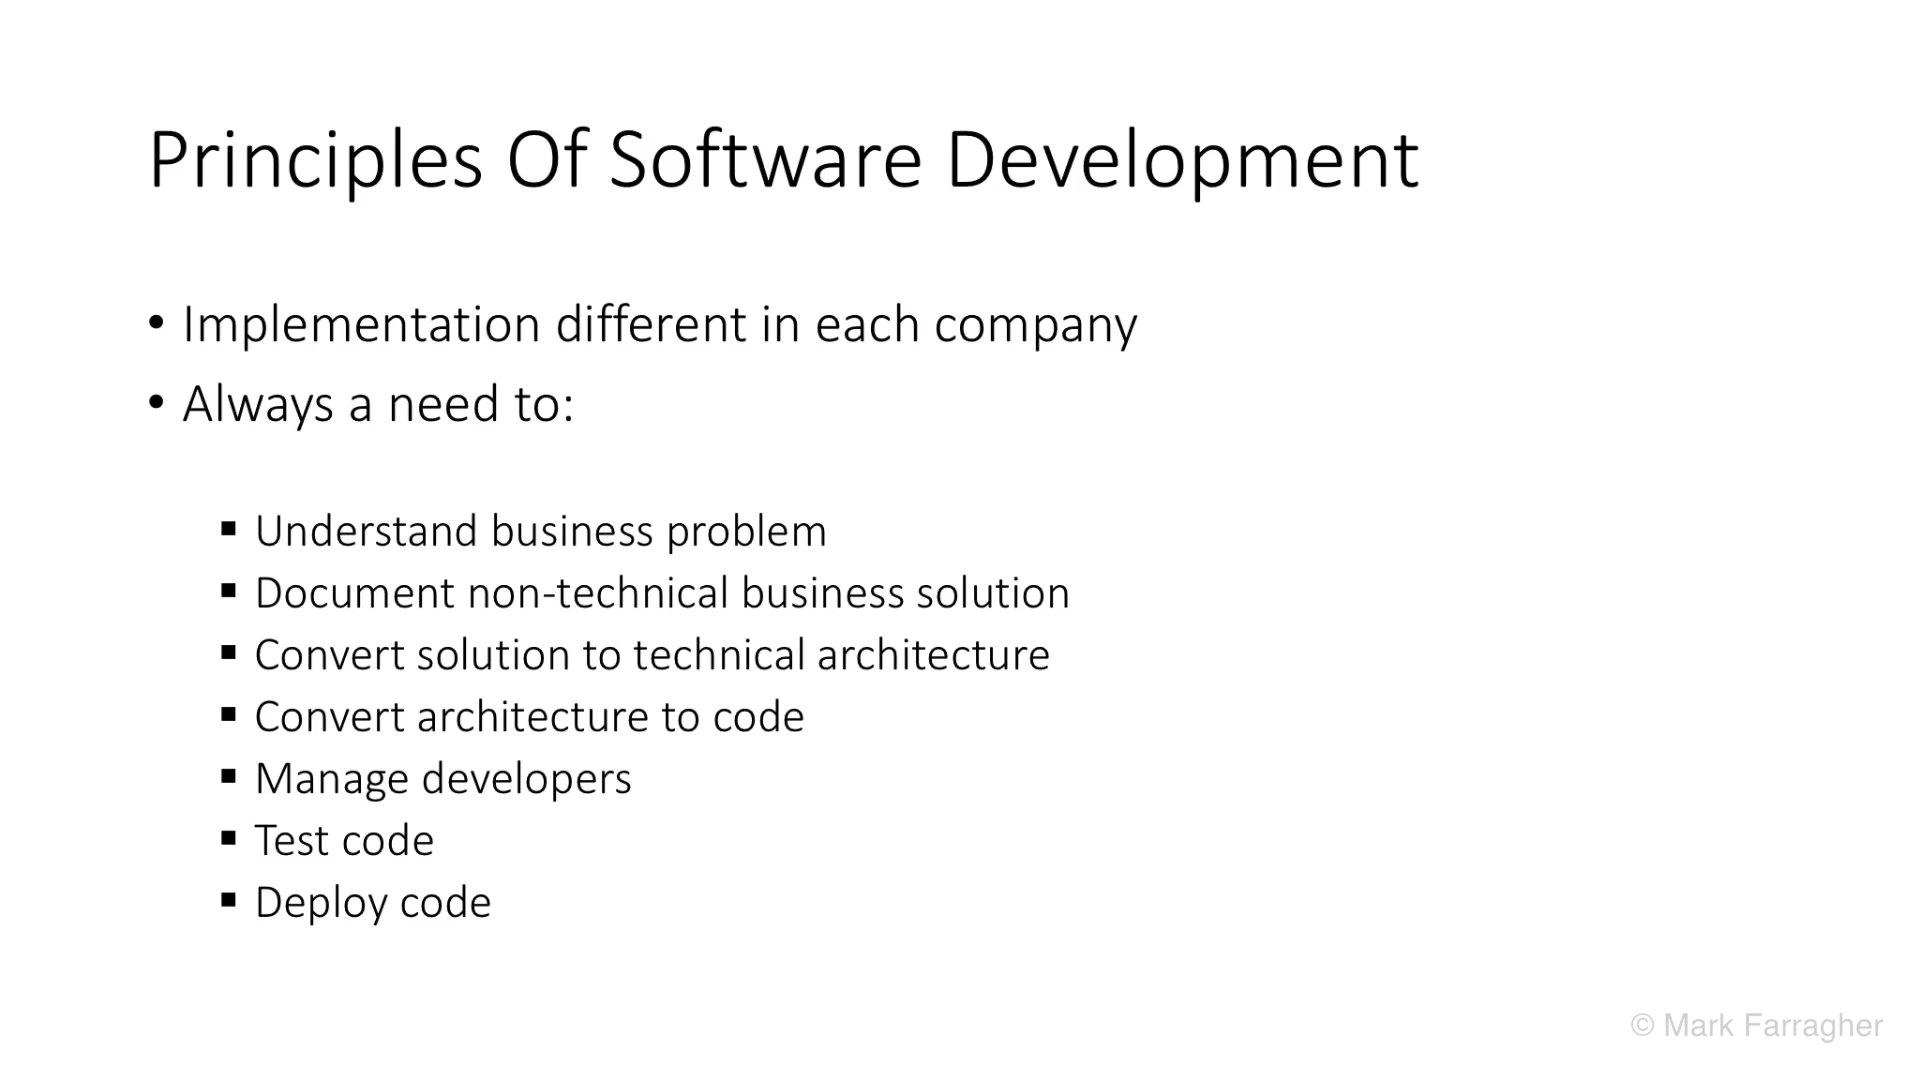 Principles Of Software Development
• Implementation different in each company
• Always a need to:
▪ Understand business problem
▪ Document non-technical business solution
▪ Convert solution to technical architecture
▪ Convert architecture to code
▪ Manage developers
▪ Test code
▪ Deploy code
© Mark Farragher